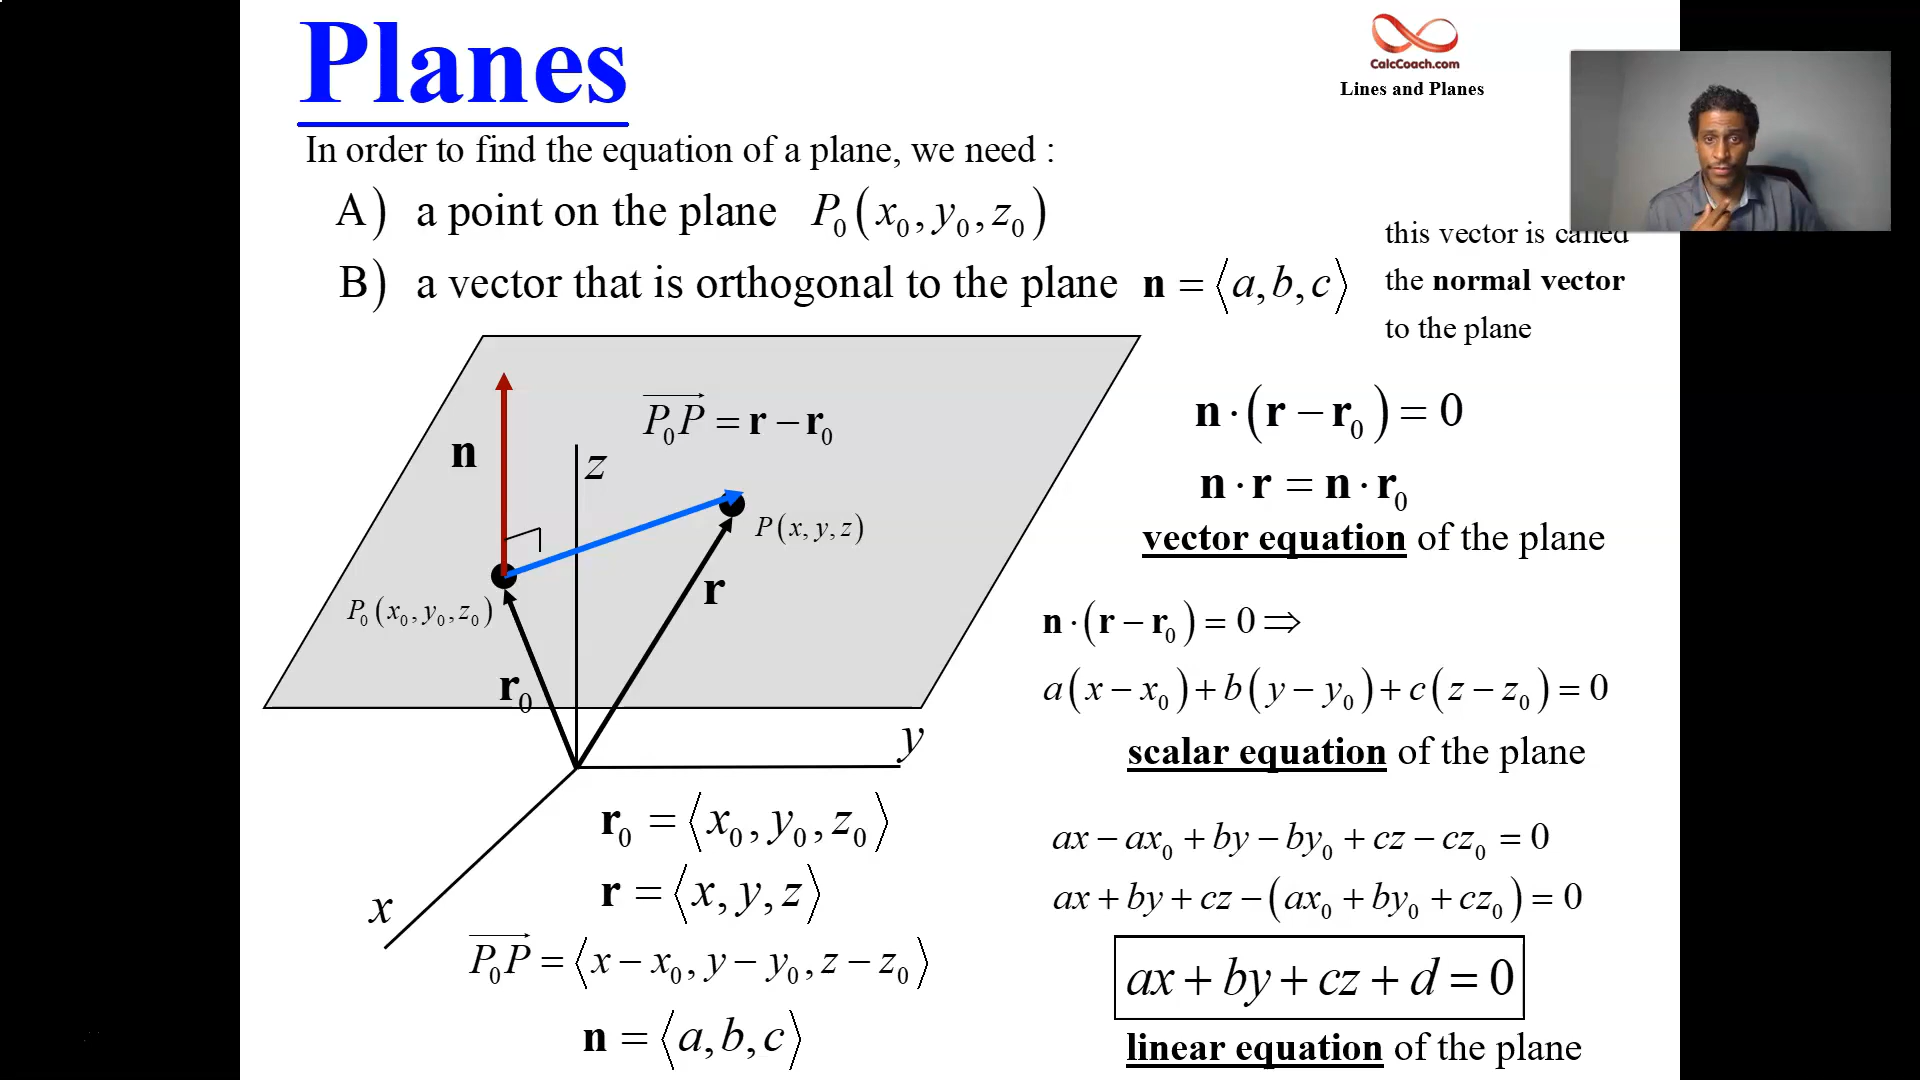 Planes
CalcCoach.com
Lines and Planes
In order to find the equation of a plane, we need :
A) a point on the plane P₀(x₀, y₀, z₀)
B) a vector that is orthogonal to the plane n = ⟨a, b, c⟩
this vector is called
the normal vector
to the plane
P₀P = r − r₀
n
z
P(x, y, z)
r
P₀(x₀, y₀, z₀)
r₀
y
x
r₀ = ⟨x₀, y₀, z₀⟩
r = ⟨x, y, z⟩
P₀P = ⟨x − x₀, y − y₀, z − z₀⟩
n = ⟨a, b, c⟩
n · (r − r₀) = 0
n · r = n · r₀
vector equation of the plane
n · (r − r₀) = 0 ⇒
a(x − x₀) + b(y − y₀) + c(z − z₀) = 0
scalar equation of the plane
ax − ax₀ + by − by₀ + cz − cz₀ = 0
ax + by + cz − (ax₀ + by₀ + cz₀) = 0
ax + by + cz + d = 0
linear equation of the plane